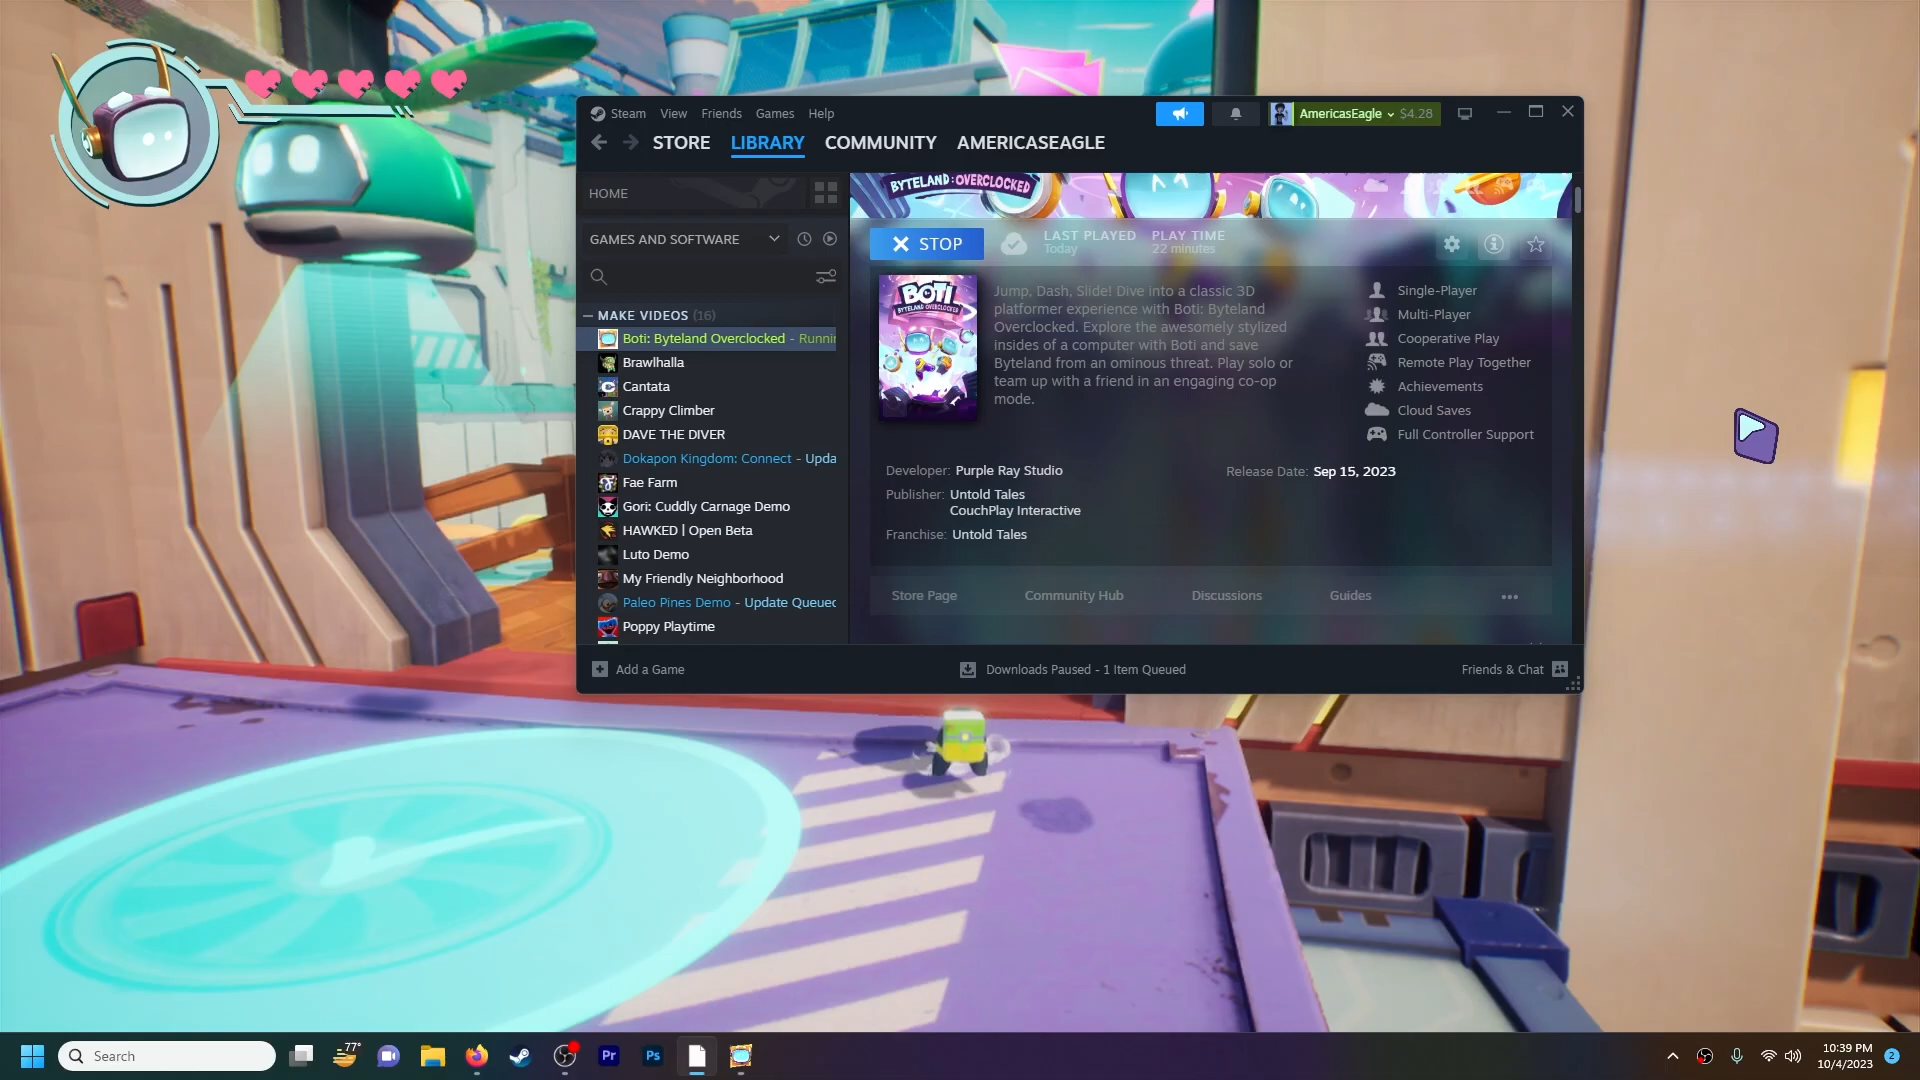 Steam View Friends Games Help
AmericasEagle $4.28
STORE LIBRARY COMMUNITY AMERICASEAGLE
HOME
BYTELAND: OVERCLOCKED
GAMES AND SOFTWARE
STOP
LAST PLAYED
Today
PLAY TIME
22 minutes
MAKE VIDEOS (16)
Boti: Byteland Overclocked - Runnin
Brawlhalla
Cantata
Crappy Climber
DAVE THE DIVER
Dokapon Kingdom: Connect - Upda
Fae Farm
Gori: Cuddly Carnage Demo
HAWKED | Open Beta
Luto Demo
My Friendly Neighborhood
Paleo Pines Demo - Update Queued
Poppy Playtime
BOTI
BYTELAND OVERCLOCKED
Jump, Dash, Slide! Dive into a classic 3D
platformer experience with Boti: Byteland
Overclocked. Explore the awesomely stylized
insides of a computer with Boti and save
Byteland from an ominous threat. Play solo or
team up with a friend in an engaging co-op
mode.
Single-Player
Multi-Player
Cooperative Play
Remote Play Together
Achievements
Cloud Saves
Full Controller Support
Developer: Purple Ray Studio
Publisher: Untold Tales
CouchPlay Interactive
Franchise: Untold Tales
Release Date: Sep 15, 2023
Store Page Community Hub Discussions Guides
Add a Game
Downloads Paused - 1 Item Queued
Friends & Chat
Search
77°
Pr
Ps
10:39 PM
10/4/2023
2